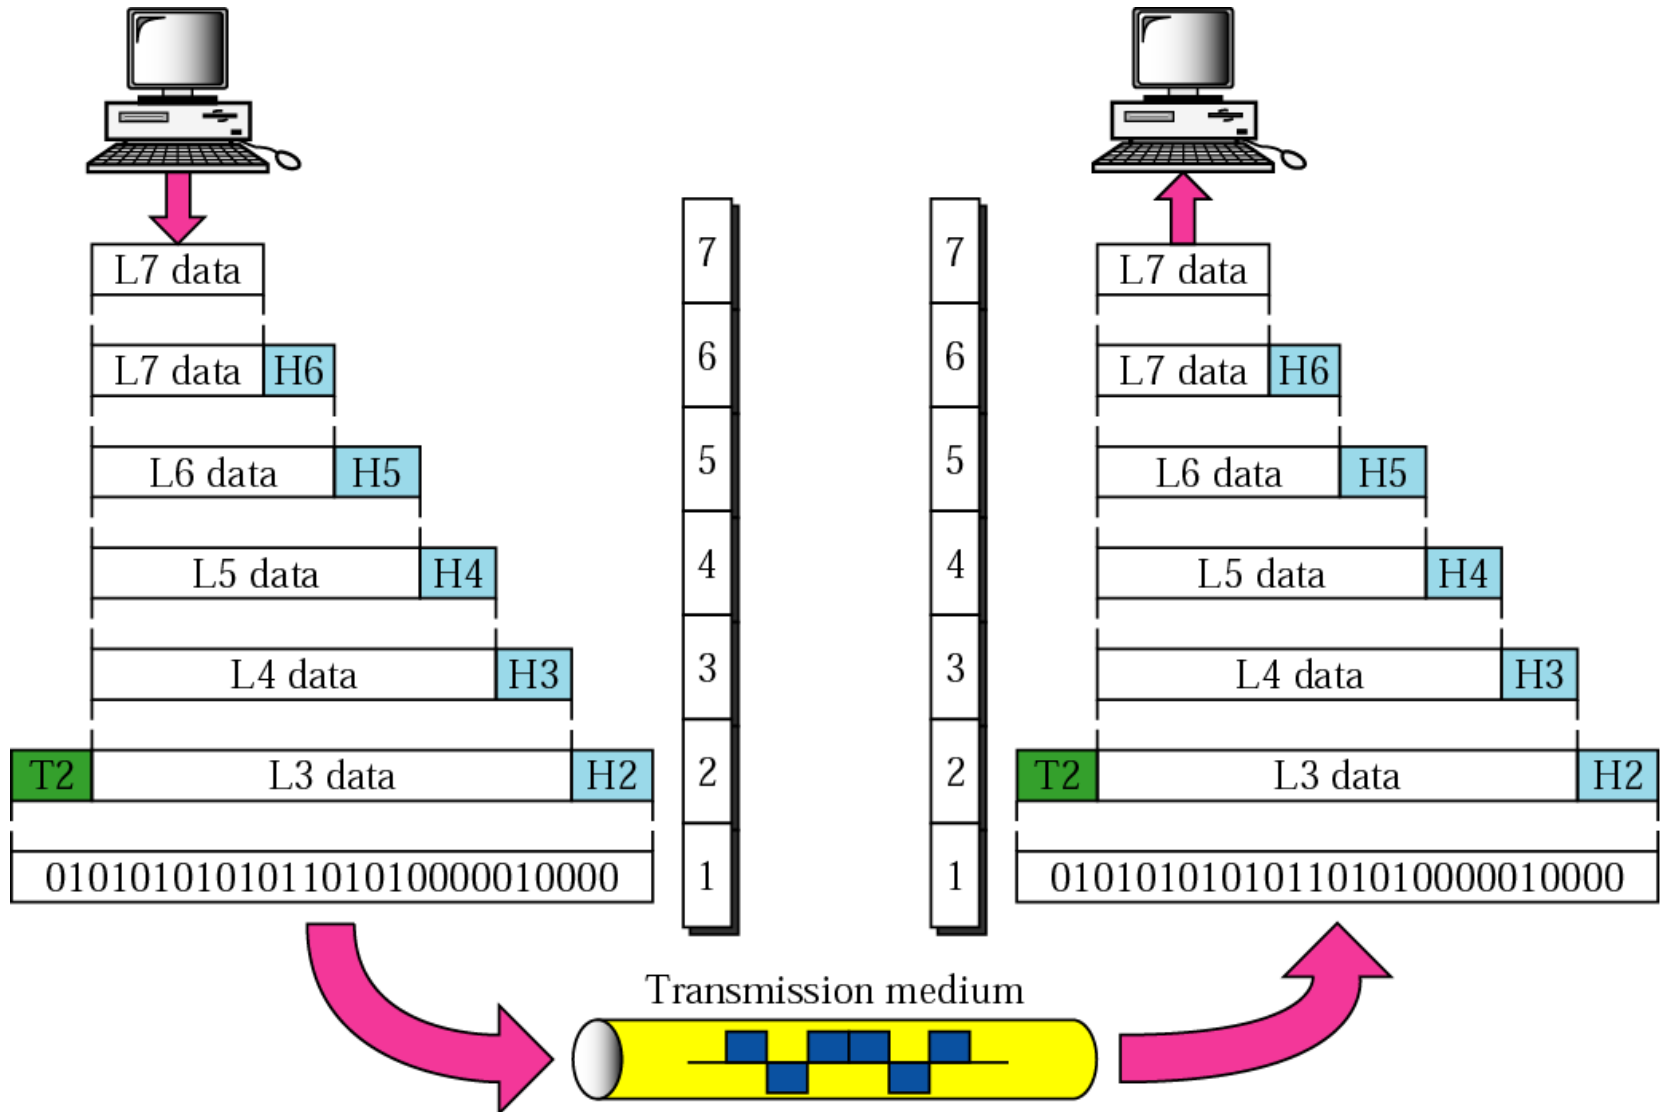 L7 data
L7 data H6
L6 data H5
L5 data H4
L4 data H3
T2 L3 data H2
010101010101101010000010000
7
6
5
4
3
2
1
7
6
5
4
3
2
1
L7 data
L7 data H6
L6 data H5
L5 data H4
L4 data H3
T2 L3 data H2
010101010101101010000010000
Transmission medium